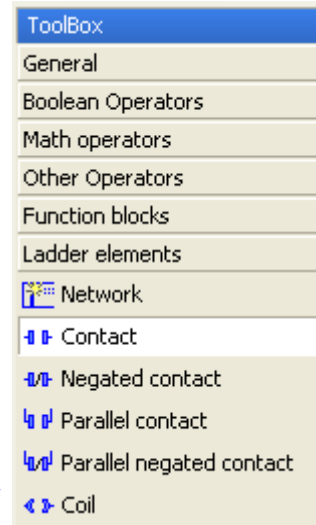 ToolBox
General
Boolean Operators
Math operators
Other Operators
Function blocks
Ladder elements
Network
Contact
Negated contact
Parallel contact
Parallel negated contact
Coil